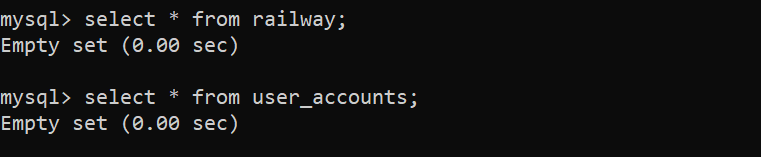 mysql> select * from railway;
Empty set (0.00 sec)
mysql> select * from user_accounts;
Empty set (0.00 sec)